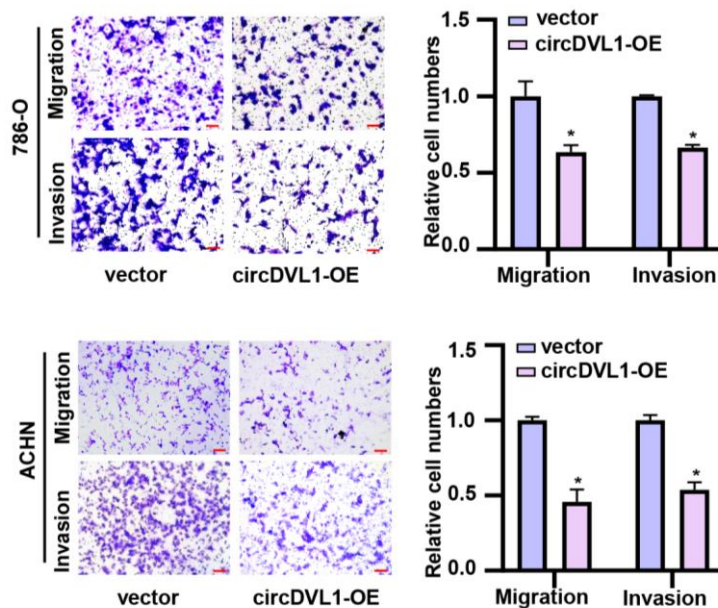 786-O
Migration
Invasion
vector
circDVL1-OE
Relative cell numbers
1.5
1.0
0.5
0.0
vector
circDVL1-OE
*
*
Migration
Invasion
ACHN
Migration
Invasion
vector
circDVL1-OE
Relative cell numbers
1.5
1.0
0.5
0.0
vector
circDVL1-OE
*
*
Migration
Invasion